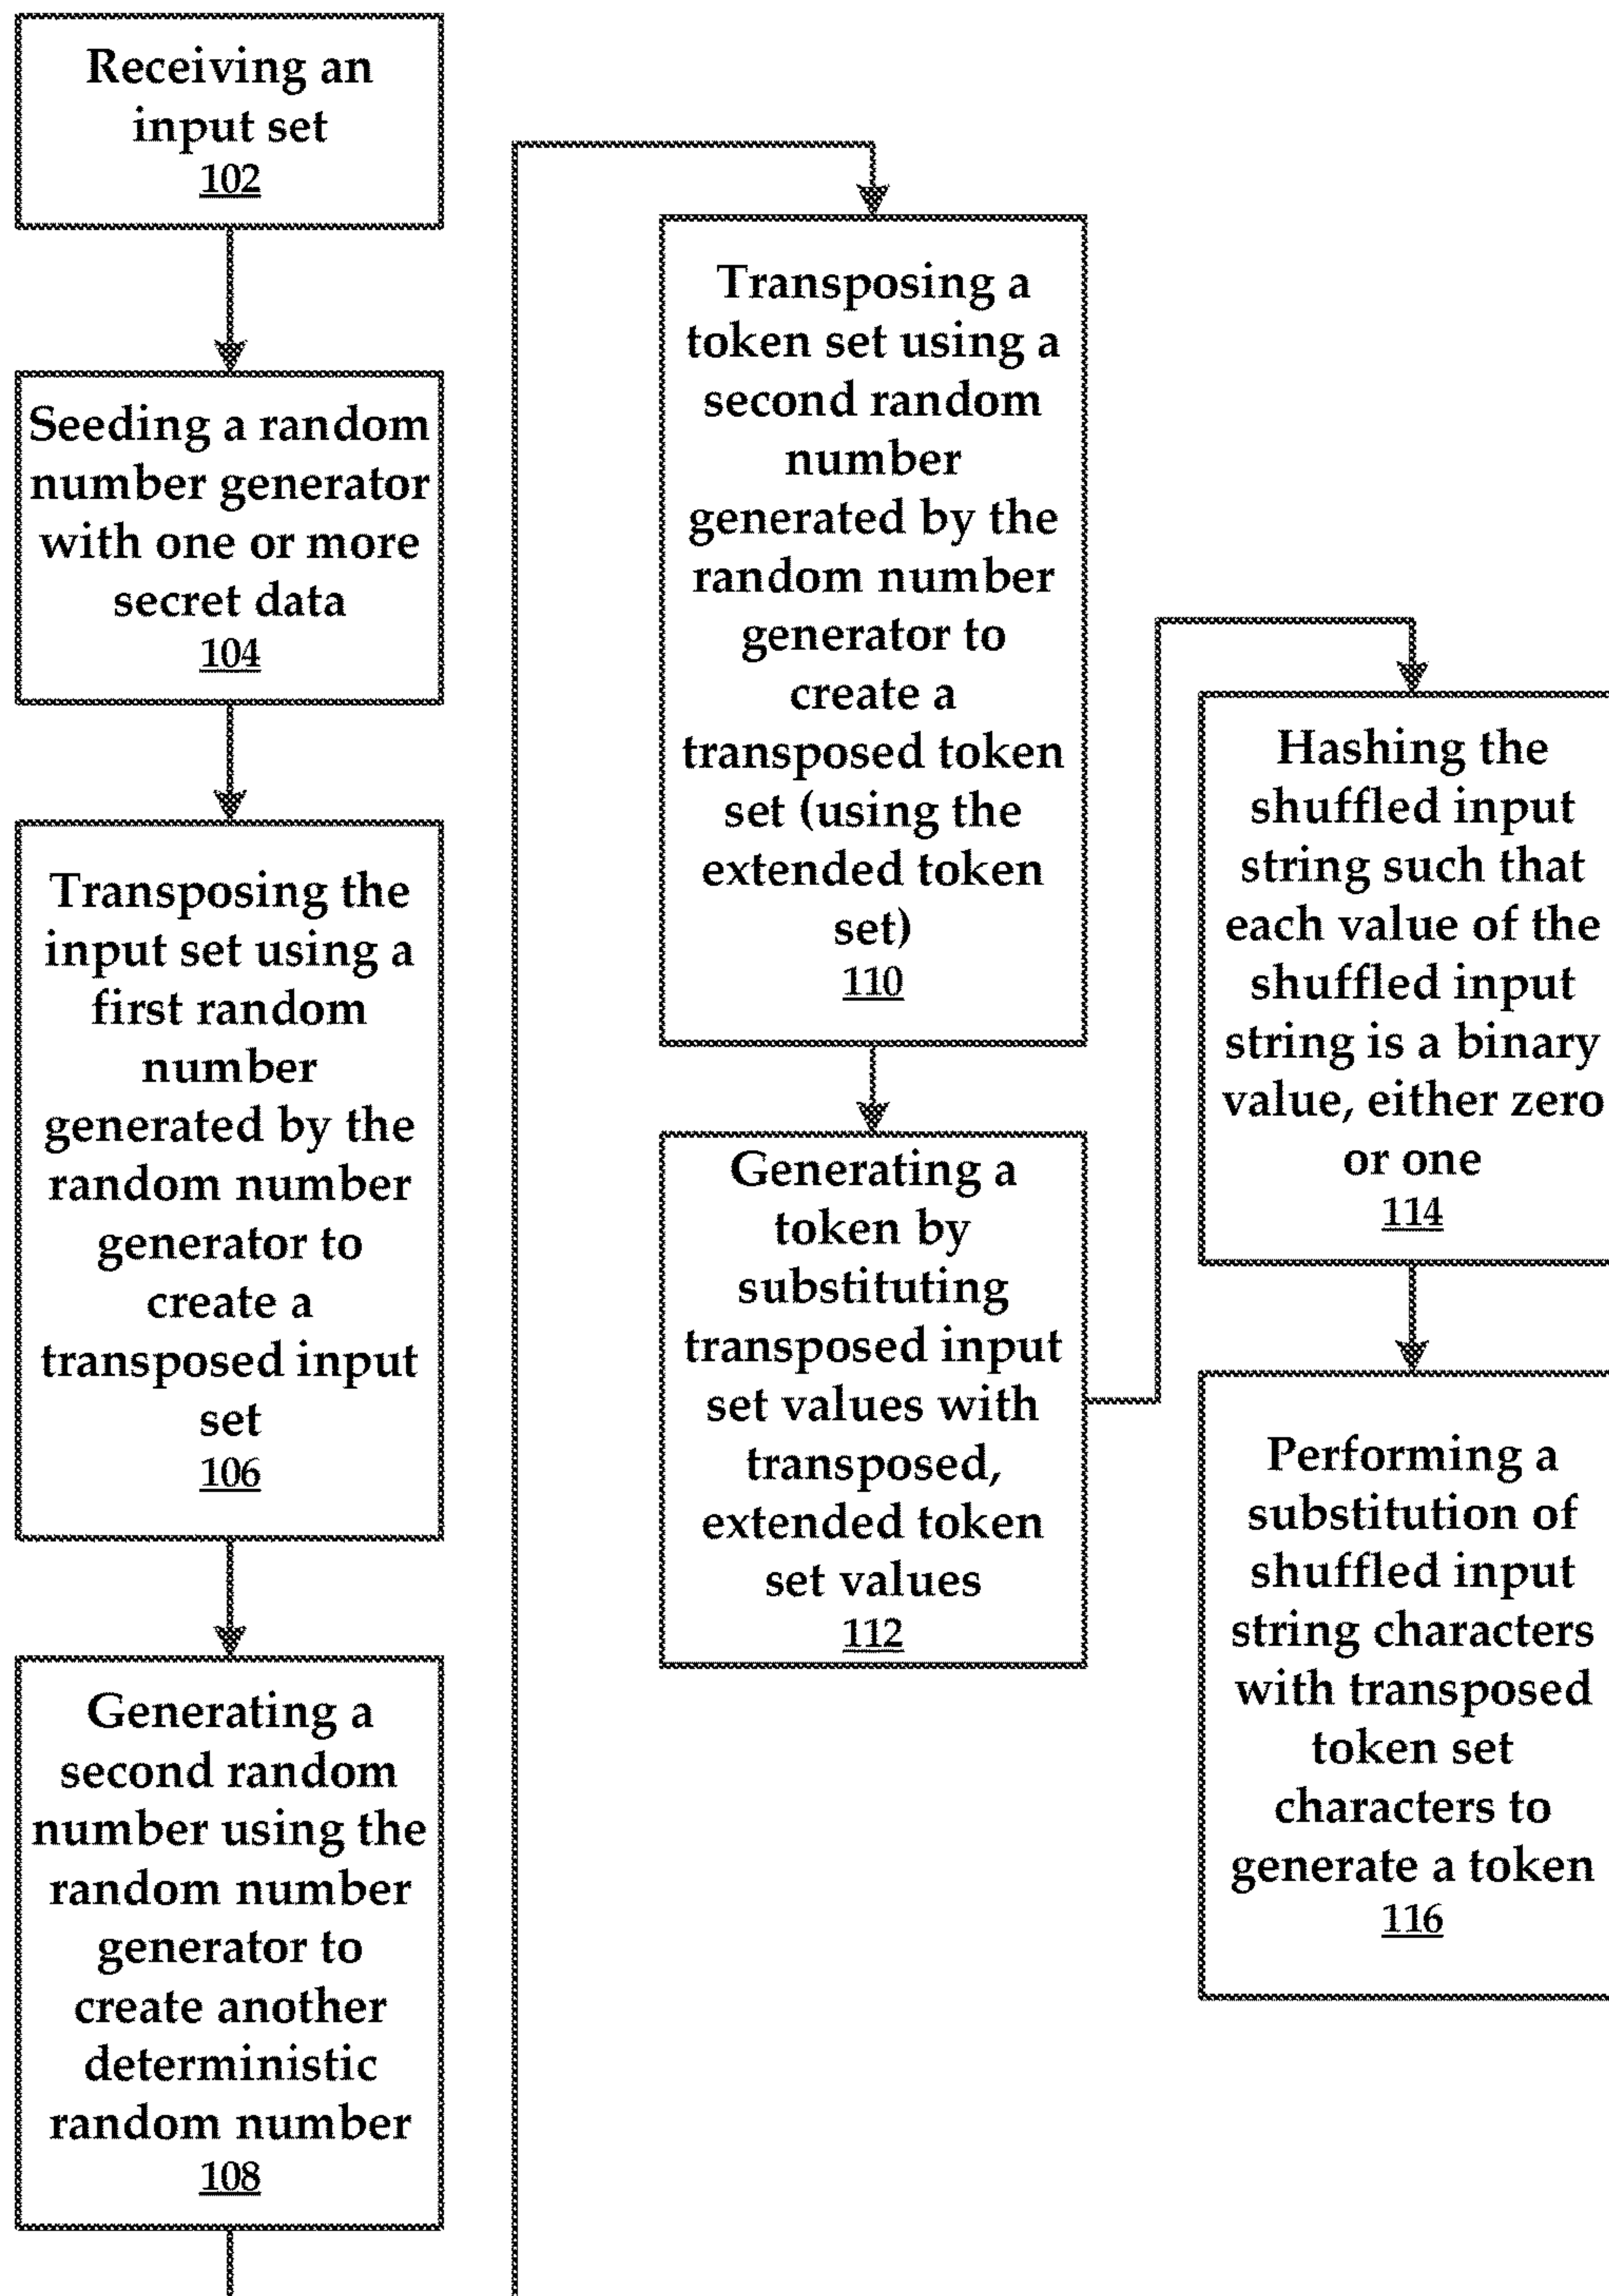 Receiving an
input set
102
Seeding a random
number generator
with one or more
secret data
104
Transposing the
input set using a
first random
number
generated by the
random number
generator to
create a
transposed input
set
106
Generating a
second random
number using the
random number
generator to
create another
deterministic
random number
108
Transposing a
token set using a
second random
number
generated by the
random number
generator to
create a
transposed token
set (using the
extended token
set)
110
Generating a
token by
substituting
transposed input
set values with
transposed,
extended token
set values
112
Hashing the
shuffled input
string such that
each value of the
shuffled input
string is a binary
value, either zero
or one
114
Performing a
substitution of
shuffled input
string characters
with transposed
token set
characters to
generate a token
116